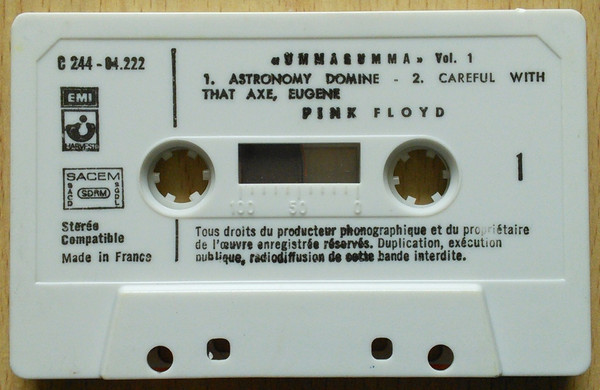 C 244 - 04.222
«UMMAGUMMA» Vol. 1
1. ASTRONOMY DOMINE - 2. CAREFUL WITH
THAT AXE, EUGENE
PINK FLOYD
EMI
HARVEST
1
SACEM
SACD
SDRM
SGDL
100 50 0
Stéréo
Compatible
Made in France
Tous droits du producteur phonographique et du propriétaire
de l'œuvre enregistrée réservés. Duplication, exécution
publique, radiodiffusion de cette bande interdite.